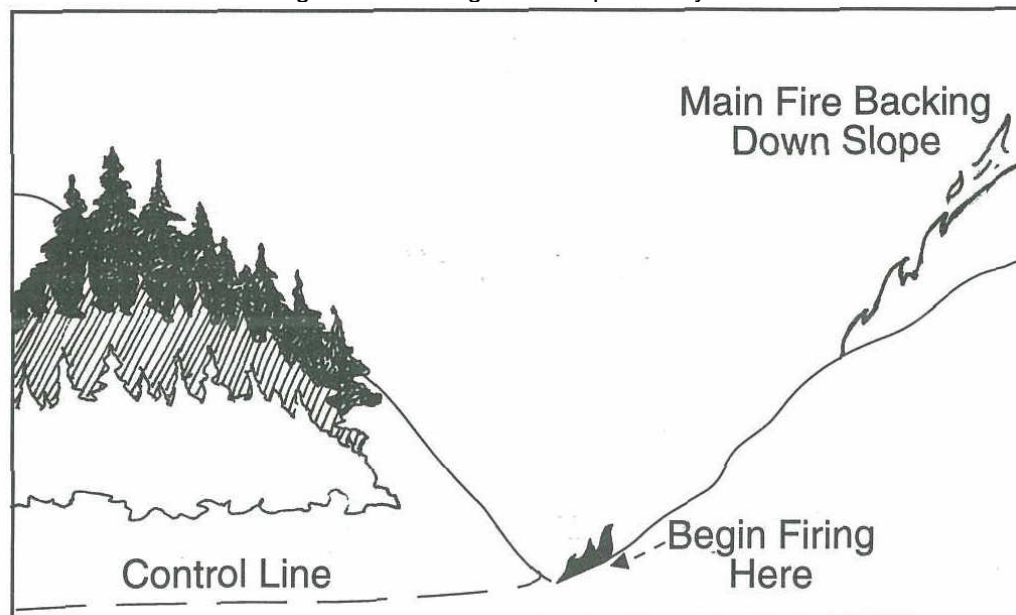 Main Fire Backing
Down Slope
Begin Firing
Here
Control Line